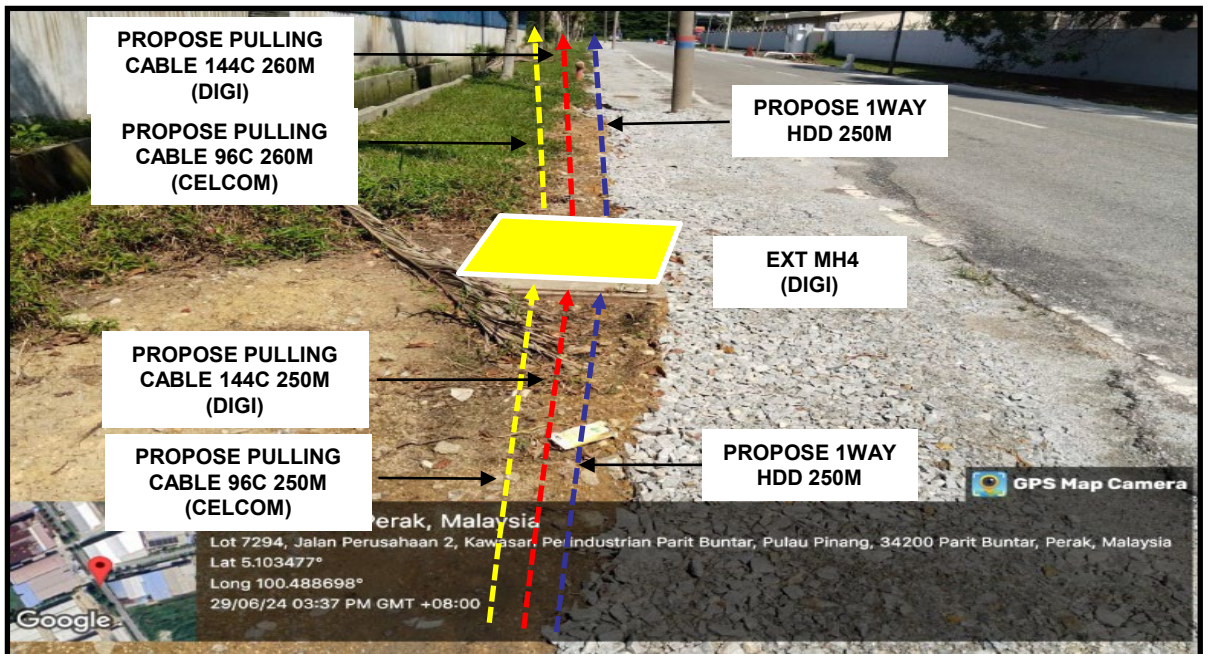 PROPOSE PULLING
CABLE 144C 260M
(DIGI)
PROPOSE PULLING
CABLE 96C 260M
(CELCOM)
PROPOSE 1WAY
HDD 250M
EXT MH4
(DIGI)
PROPOSE PULLING
CABLE 144C 250M
(DIGI)
PROPOSE PULLING
CABLE 96C 250M
(CELCOM)
PROPOSE 1WAY
HDD 250M
GPS Map Camera
Perak, Malaysia
Lot 7294, Jalan Perusahaan 2, Kawasan Perindustrian Parit Buntar, Pulau Pinang, 34200 Parit Buntar, Perak, Malaysia
Lat 5.103477°
Long 100.488698°
29/06/24 03:37 PM GMT +08:00
Google